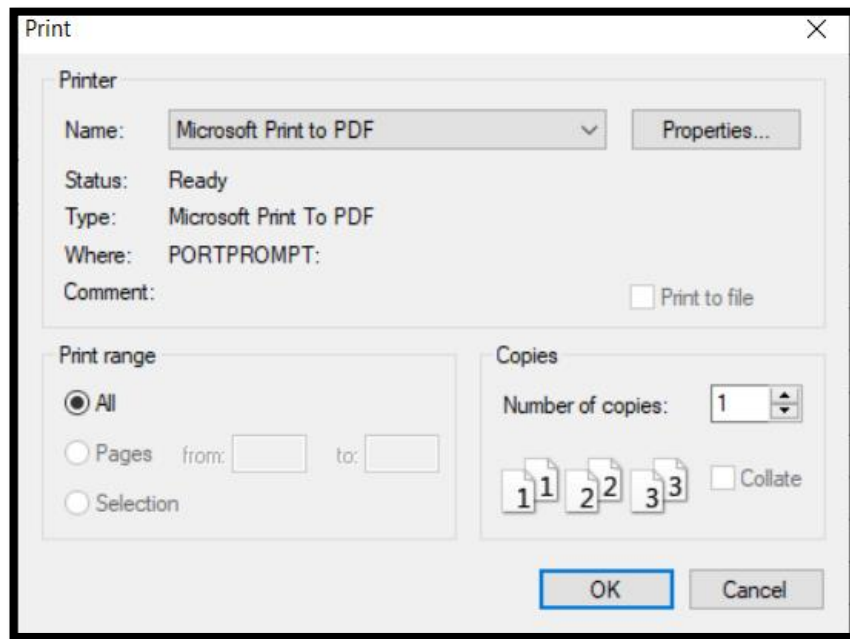 Print
Printer
Name: Microsoft Print to PDF Properties...
Status: Ready
Type: Microsoft Print To PDF
Where: PORTPROMPT:
Comment:
Print to file
Print range
All
Pages from: to:
Selection
Copies
Number of copies: 1
1 1 2 2 3 3 Collate
OK Cancel